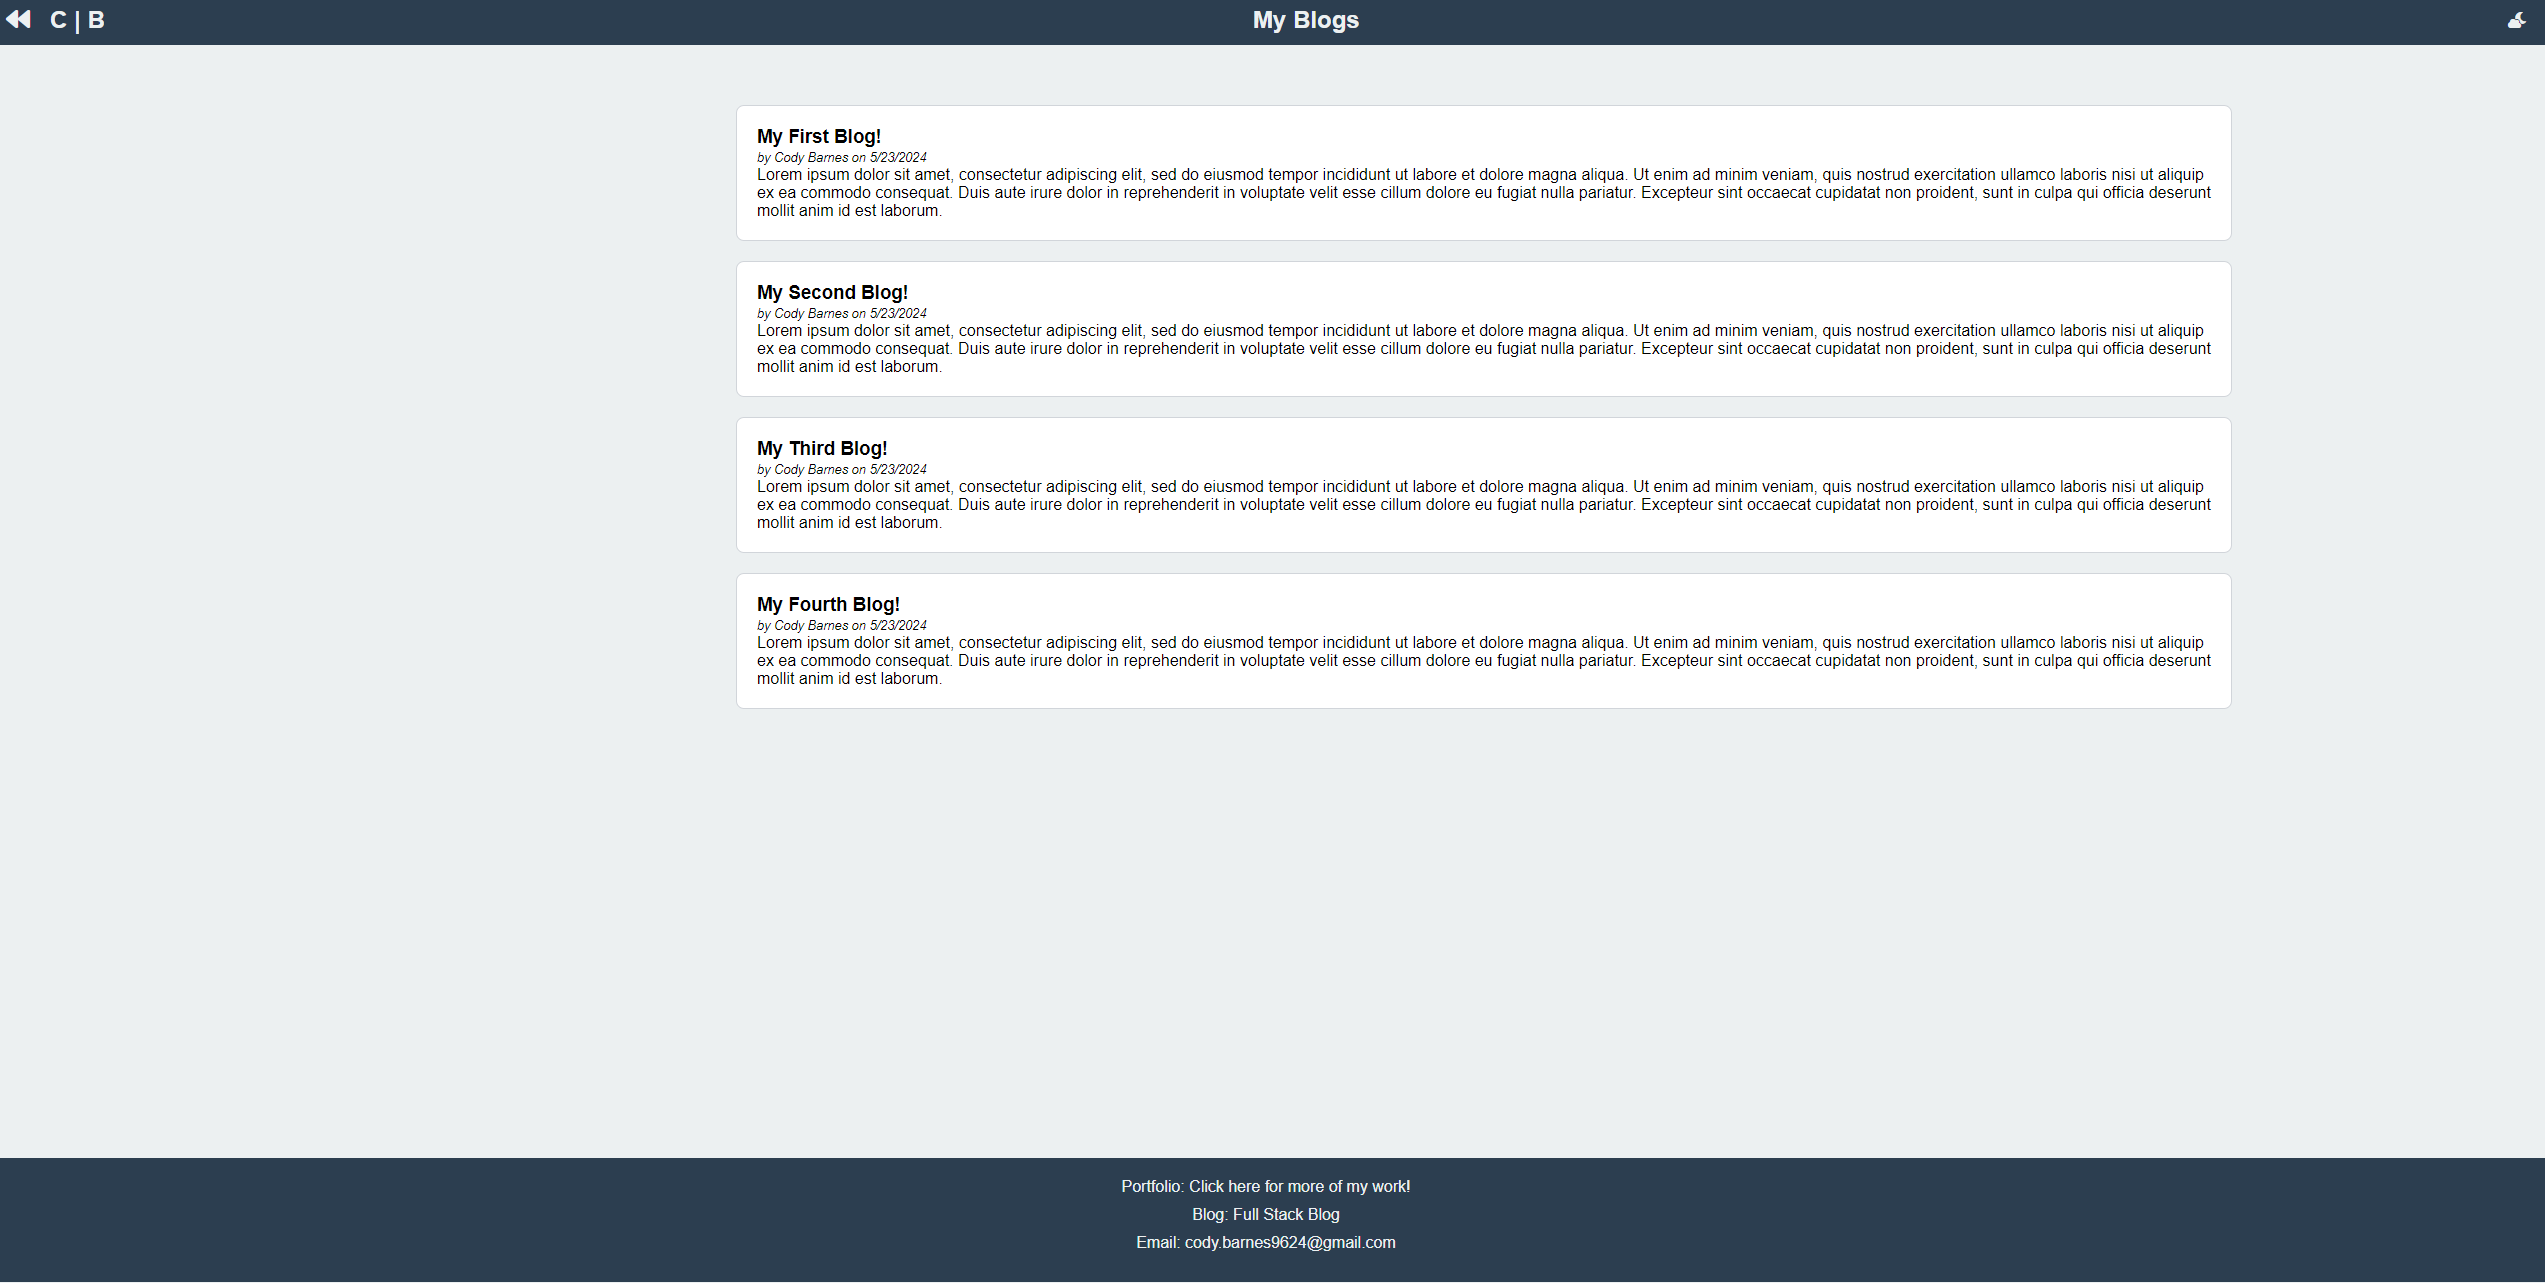 C | B
My Blogs
My First Blog!
by Cody Barnes on 5/23/2024
Lorem ipsum dolor sit amet, consectetur adipiscing elit, sed do eiusmod tempor incididunt ut labore et dolore magna aliqua. Ut enim ad minim veniam, quis nostrud exercitation ullamco laboris nisi ut aliquip
ex ea commodo consequat. Duis aute irure dolor in reprehenderit in voluptate velit esse cillum dolore eu fugiat nulla pariatur. Excepteur sint occaecat cupidatat non proident, sunt in culpa qui officia deserunt
mollit anim id est laborum.
My Second Blog!
by Cody Barnes on 5/23/2024
Lorem ipsum dolor sit amet, consectetur adipiscing elit, sed do eiusmod tempor incididunt ut labore et dolore magna aliqua. Ut enim ad minim veniam, quis nostrud exercitation ullamco laboris nisi ut aliquip
ex ea commodo consequat. Duis aute irure dolor in reprehenderit in voluptate velit esse cillum dolore eu fugiat nulla pariatur. Excepteur sint occaecat cupidatat non proident, sunt in culpa qui officia deserunt
mollit anim id est laborum.
My Third Blog!
by Cody Barnes on 5/23/2024
Lorem ipsum dolor sit amet, consectetur adipiscing elit, sed do eiusmod tempor incididunt ut labore et dolore magna aliqua. Ut enim ad minim veniam, quis nostrud exercitation ullamco laboris nisi ut aliquip
ex ea commodo consequat. Duis aute irure dolor in reprehenderit in voluptate velit esse cillum dolore eu fugiat nulla pariatur. Excepteur sint occaecat cupidatat non proident, sunt in culpa qui officia deserunt
mollit anim id est laborum.
My Fourth Blog!
by Cody Barnes on 5/23/2024
Lorem ipsum dolor sit amet, consectetur adipiscing elit, sed do eiusmod tempor incididunt ut labore et dolore magna aliqua. Ut enim ad minim veniam, quis nostrud exercitation ullamco laboris nisi ut aliquip
ex ea commodo consequat. Duis aute irure dolor in reprehenderit in voluptate velit esse cillum dolore eu fugiat nulla pariatur. Excepteur sint occaecat cupidatat non proident, sunt in culpa qui officia deserunt
mollit anim id est laborum.
Portfolio: Click here for more of my work!
Blog: Full Stack Blog
Email: cody.barnes9624@gmail.com